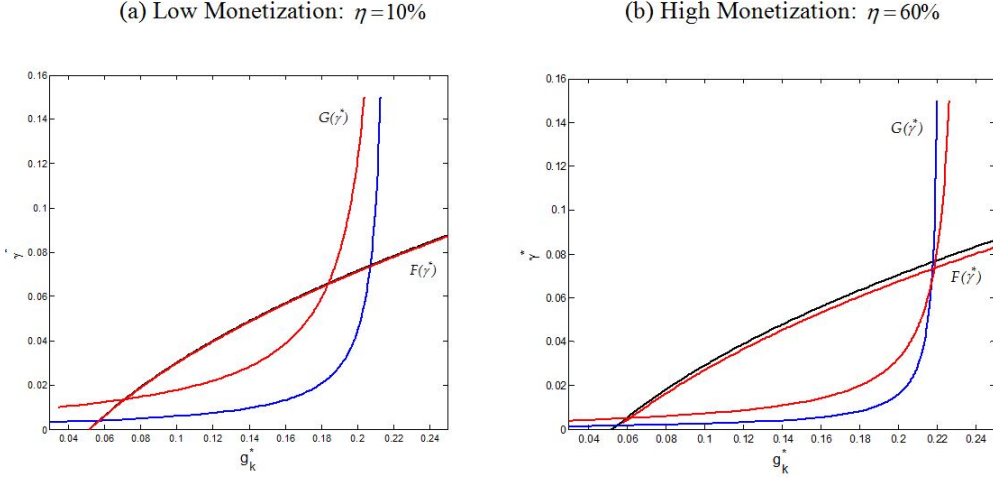 (a) Low Monetization: η = 10%
(b) High Monetization: η = 60%
0.16
0.14
0.12
0.1
0.08
0.06
0.04
0.02
0
0.04 0.06 0.08 0.1 0.12 0.14 0.16 0.18 0.2 0.22 0.24
γ*
g*k
G(γ*)
F(γ*)
0.16
0.14
0.12
0.1
0.08
0.06
0.04
0.02
0
0.04 0.06 0.08 0.1 0.12 0.14 0.16 0.18 0.2 0.22 0.24
γ*
g*k
G(γ*)
F(γ*)